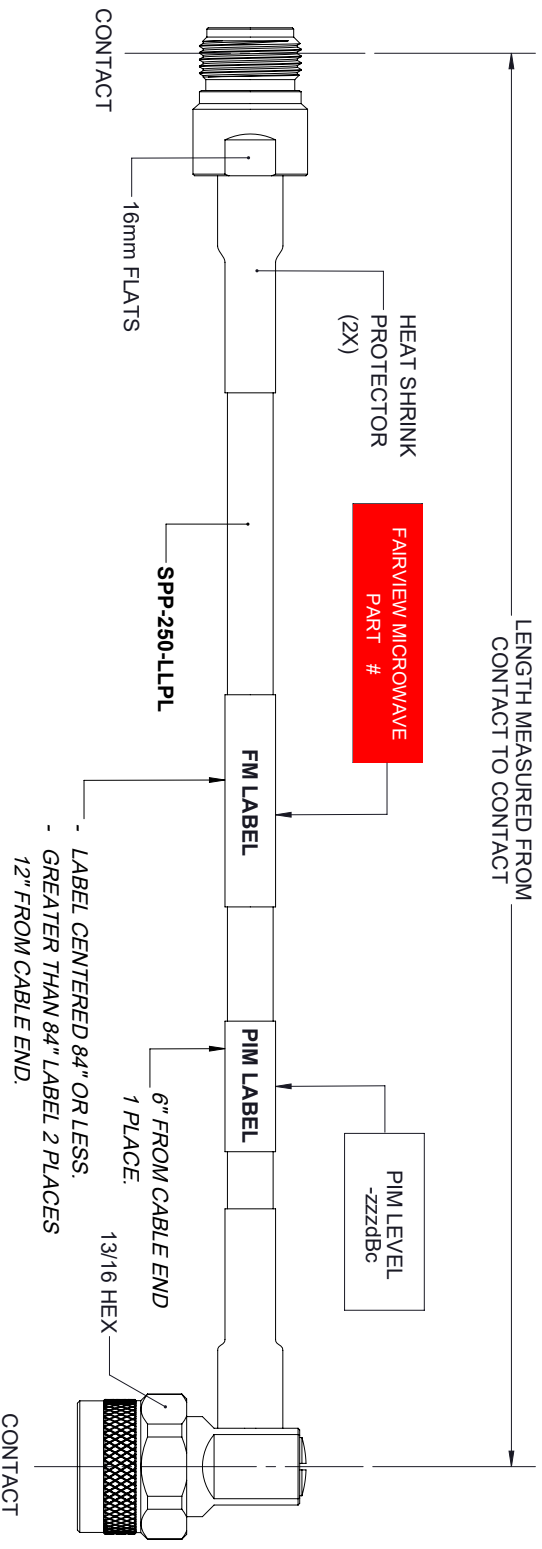 LENGTH MEASURED FROM
CONTACT TO CONTACT
CONTACT
16mm FLATS
HEAT SHRINK
PROTECTOR
(2X)
FAIRVIEW MICROWAVE
PART #
SPP-250-LLPL
FM LABEL
- LABEL CENTERED 84" OR LESS.
- GREATER THAN 84" LABEL 2 PLACES
12" FROM CABLE END.
PIM LABEL
PIM LEVEL
-zzzdBc
6" FROM CABLE END
1 PLACE.
13/16 HEX
CONTACT